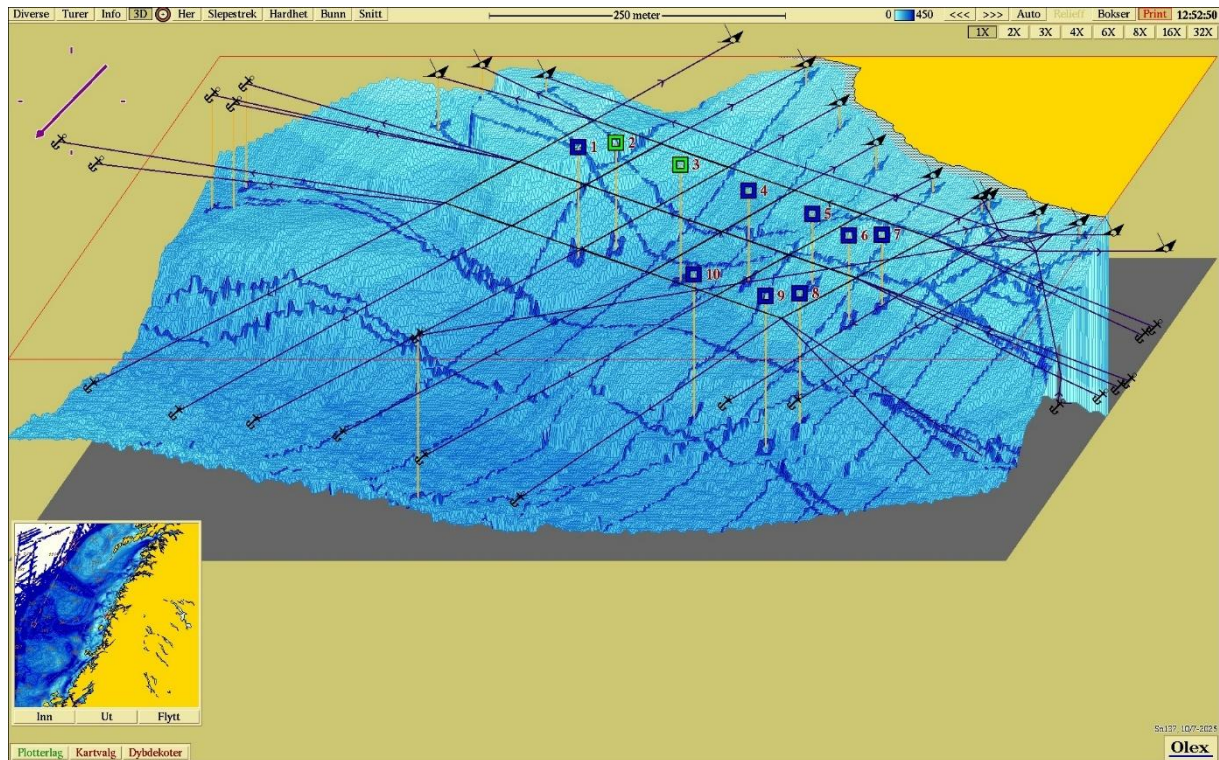 Diverse Turer Info 3D Her Slepestrek Hardhet Bunn Snitt 250 meter 0 450 <<< >>> Auto Relieff Bokser Print 12:52:50
1X 2X 3X 4X 6X 8X 16X 32X
1
2
3
4
5
6
7
10
9
8
Inn Ut Flytt
Plotterlag Kartvalg Dybdekoter
Olex